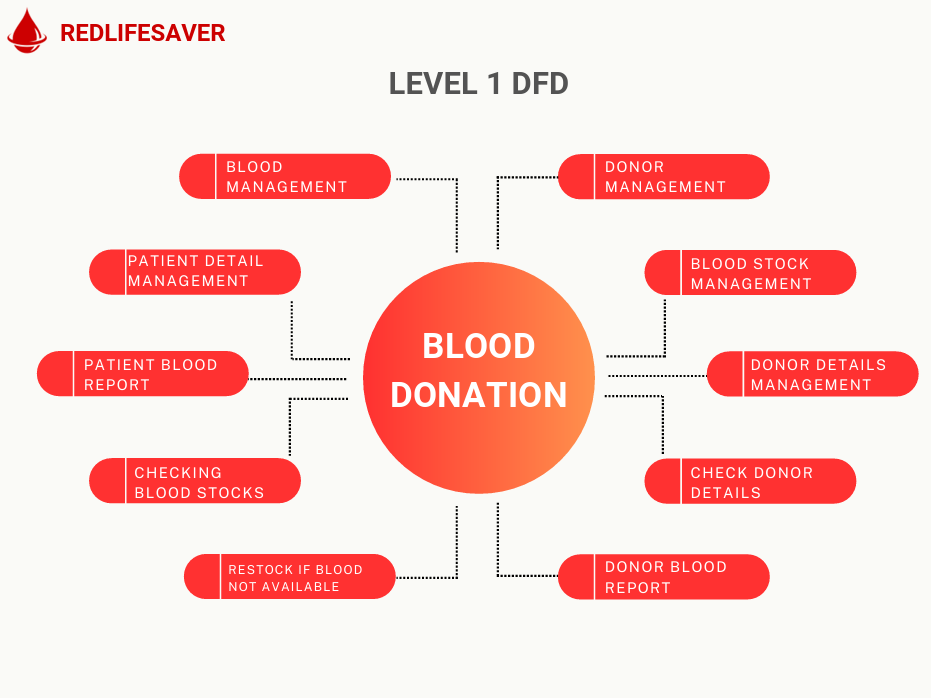 REDLIFESAVER
LEVEL 1 DFD
BLOOD
MANAGEMENT
DONOR
MANAGEMENT
PATIENT DETAIL
MANAGEMENT
BLOOD STOCK
MANAGEMENT
BLOOD
DONATION
PATIENT BLOOD
REPORT
DONOR DETAILS
MANAGEMENT
CHECKING
BLOOD STOCKS
CHECK DONOR
DETAILS
RESTOCK IF BLOOD
NOT AVAILABLE
DONOR BLOOD
REPORT